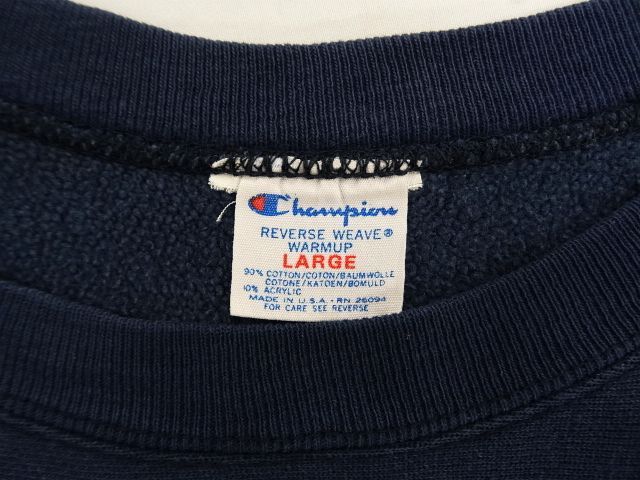 Champion
REVERSE WEAVE®
WARMUP
LARGE
90% COTTON/COTON/BAUMWOLLE
COTONE/KATOEN/BOMULD
10% ACRYLIC
MADE IN U.S.A. - RN 26094
FOR CARE SEE REVERSE